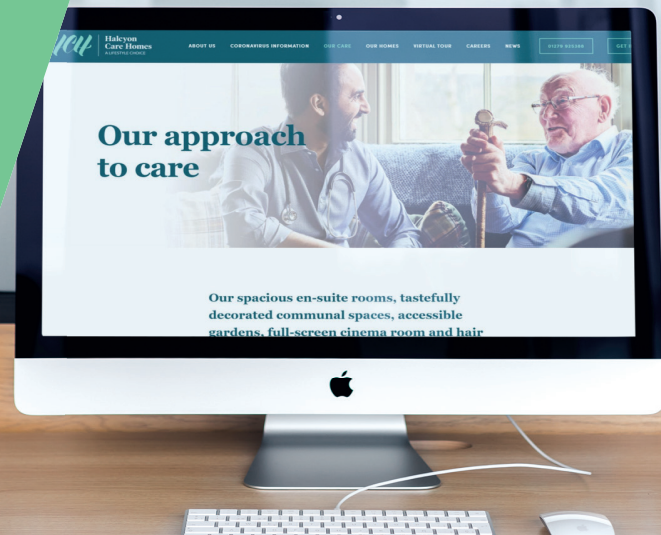 Halcyon
Care Homes
A LIFESTYLE CHOICE
ABOUT US
CORONAVIRUS INFORMATION
OUR CARE
OUR HOMES
VIRTUAL TOUR
CAREERS
NEWS
GET
Our approach
to care
Our spacious en-suite rooms, tastefully
decorated communal spaces, accessible
gardens, full-screen cinema room and hair